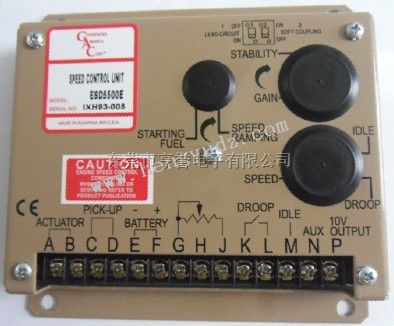 GOVERNORS
AMERICA
CORP.
SPEED CONTROL UNIT
MODEL: ESD5500E
SERIAL NO:
MADE IN AGAWAM, MA U.S.A.
1 OFF ON 2
LEAD CIRCUIT SOFT COUPLING
ON OFF
STABILITY
GAIN
STARTING
FUEL
SPEED
RAMPING
IDLE
SPEED
DROOP
CAUTION
ENGINE SPEED CONTROL
CE
PICK-UP - + DROOP IDLE 10V
ACTUATOR BATTERY AUX OUTPUT
A B C D E F G H J K L M N P